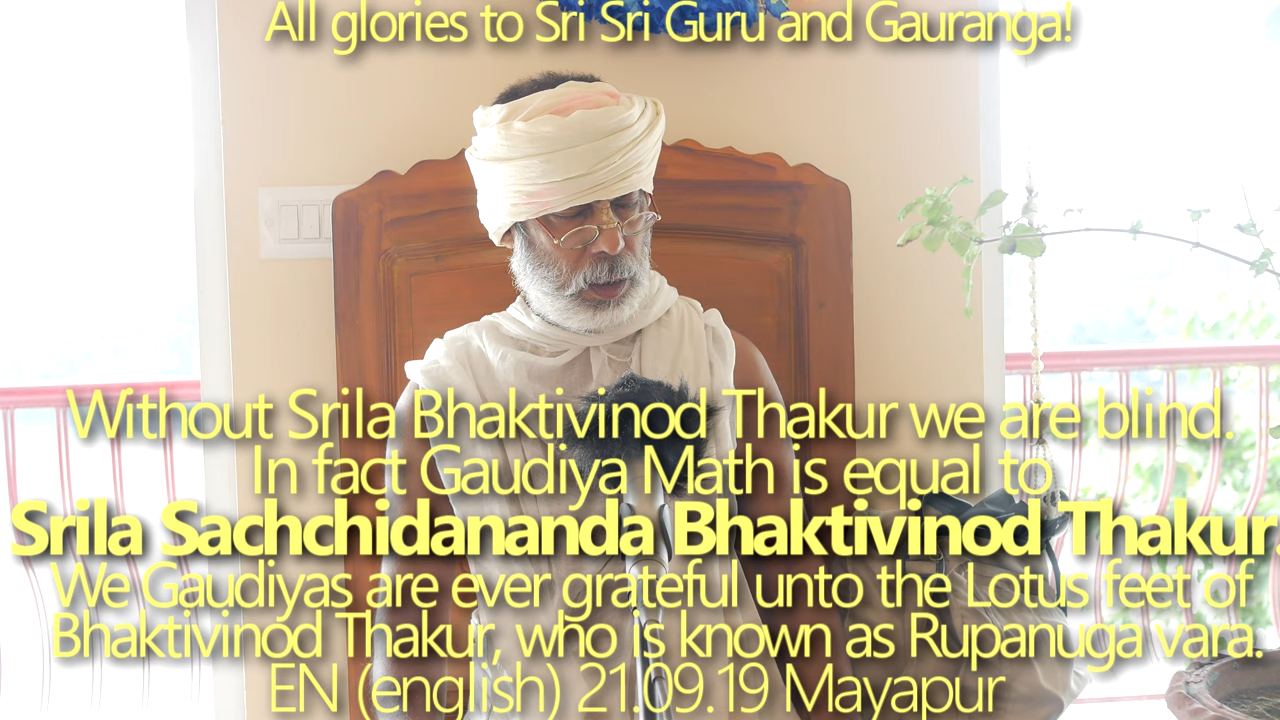 All glories to Sri Sri Guru and Gauranga!
Without Srila Bhaktivinod Thakur we are blind.
In fact Gaudiya Math is equal to
Srila Sachchidananda Bhaktivinod Thakur
We Gaudiyas are ever grateful unto the Lotus feet of
Bhaktivinod Thakur, who is known as Rupanuga vara.
EN (english) 21.09.19 Mayapur